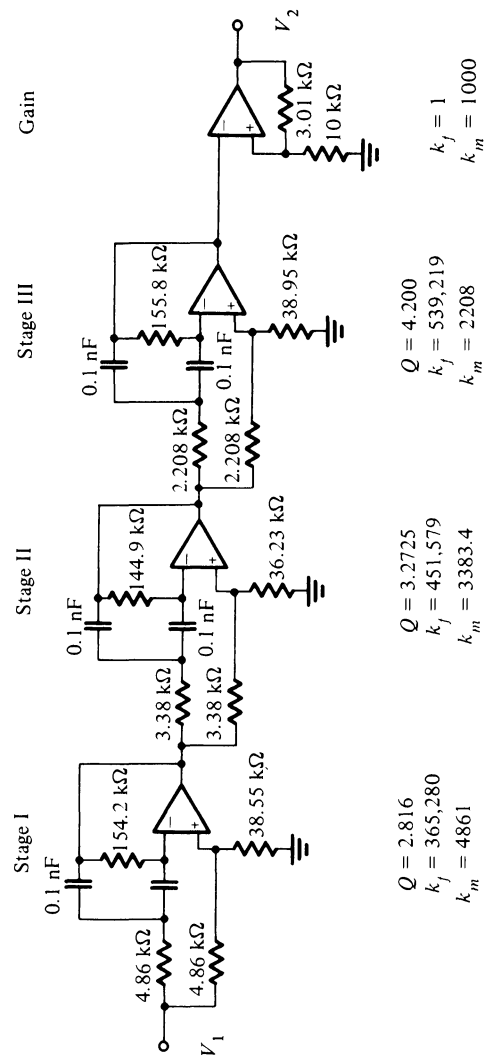 Stage I
Stage II
Stage III
Gain
0.1 nF
154.2 kΩ
4.86 kΩ
4.86 kΩ
38.55 kΩ
V1
−
+
0.1 nF
144.9 kΩ
0.1 nF
3.38 kΩ
3.38 kΩ
36.23 kΩ
−
+
0.1 nF
155.8 kΩ
0.1 nF
2.208 kΩ
2.208 kΩ
38.95 kΩ
−
+
−
+
3.01 kΩ
10 kΩ
V2
Q = 2.816
kf = 365,280
km = 4861
Q = 3.2725
kf = 451,579
km = 3383.4
Q = 4.200
kf = 539,219
km = 2208
kf = 1
km = 1000